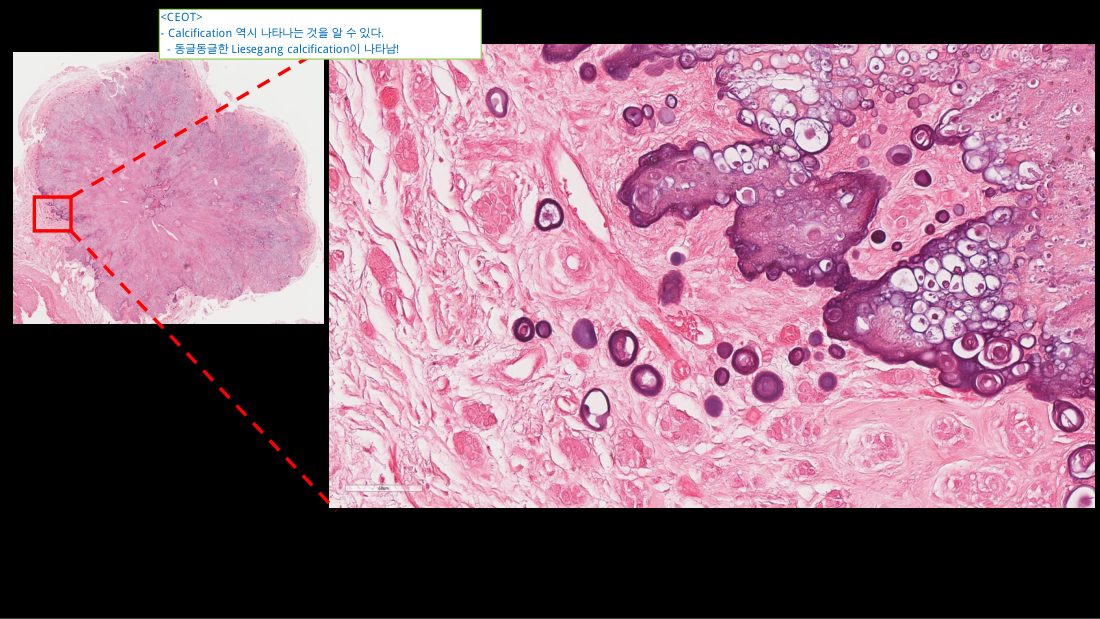 <CEOT>
- Calcification 역시 나타나는 것을 알 수 있다.
- 동글동글한 Liesegang calcification이 나타남!